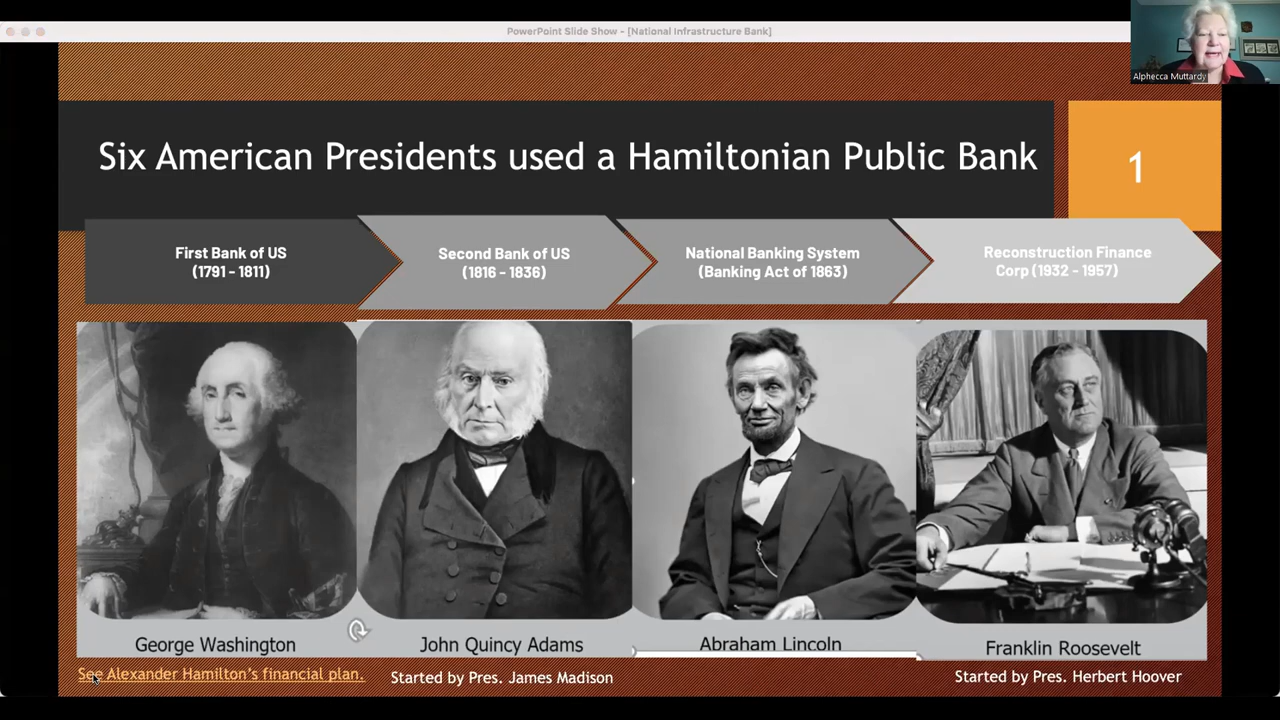 PowerPoint Slide Show - [National Infrastructure Bank]
Alphecca Muttardy
Six American Presidents used a Hamiltonian Public Bank
1
First Bank of US
(1791 - 1811)
Second Bank of US
(1816 - 1836)
National Banking System
(Banking Act of 1863)
Reconstruction Finance
Corp (1932 - 1957)
George Washington
John Quincy Adams
Abraham Lincoln
Franklin Roosevelt
See Alexander Hamilton's financial plan.
Started by Pres. James Madison
Started by Pres. Herbert Hoover